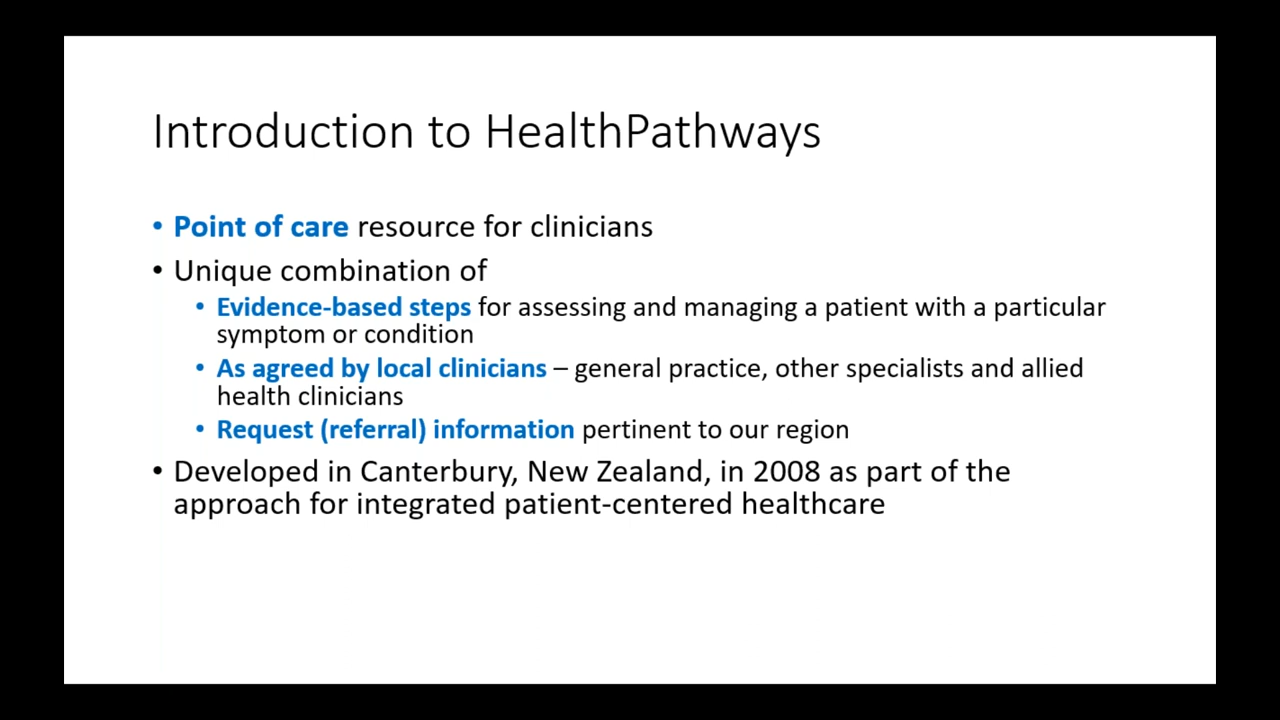 Introduction to HealthPathways
• Point of care resource for clinicians
• Unique combination of
• Evidence-based steps for assessing and managing a patient with a particular
symptom or condition
• As agreed by local clinicians – general practice, other specialists and allied
health clinicians
• Request (referral) information pertinent to our region
• Developed in Canterbury, New Zealand, in 2008 as part of the
approach for integrated patient-centered healthcare